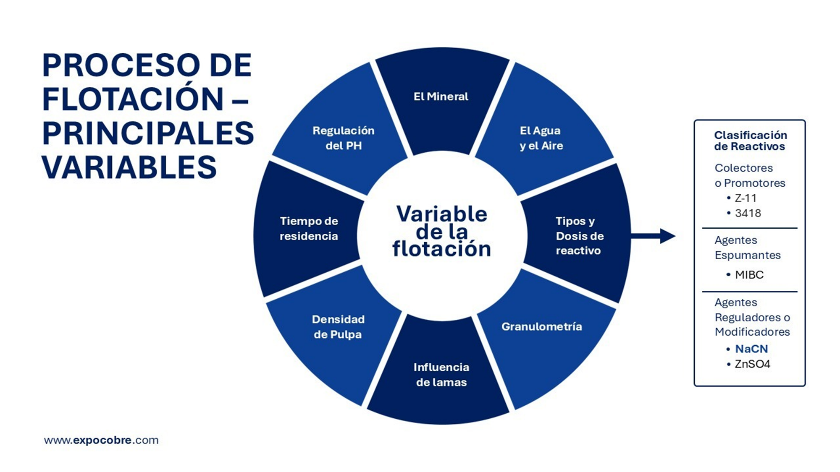 PROCESO DE
FLOTACIÓN –
PRINCIPALES
VARIABLES
El Mineral
El Agua
y el Aire
Tipos y
Dosis de
reactivo
Granulometría
Influencia
de lamas
Densidad
de Pulpa
Tiempo de
residencia
Regulación
del PH
Variable
de la
flotación
Clasificación
de Reactivos
Colectores
o Promotores
• Z-11
• 3418
Agentes
Espumantes
• MIBC
Agentes
Reguladores o
Modificadores
• NaCN
• ZnSO4
www.expocobre.com